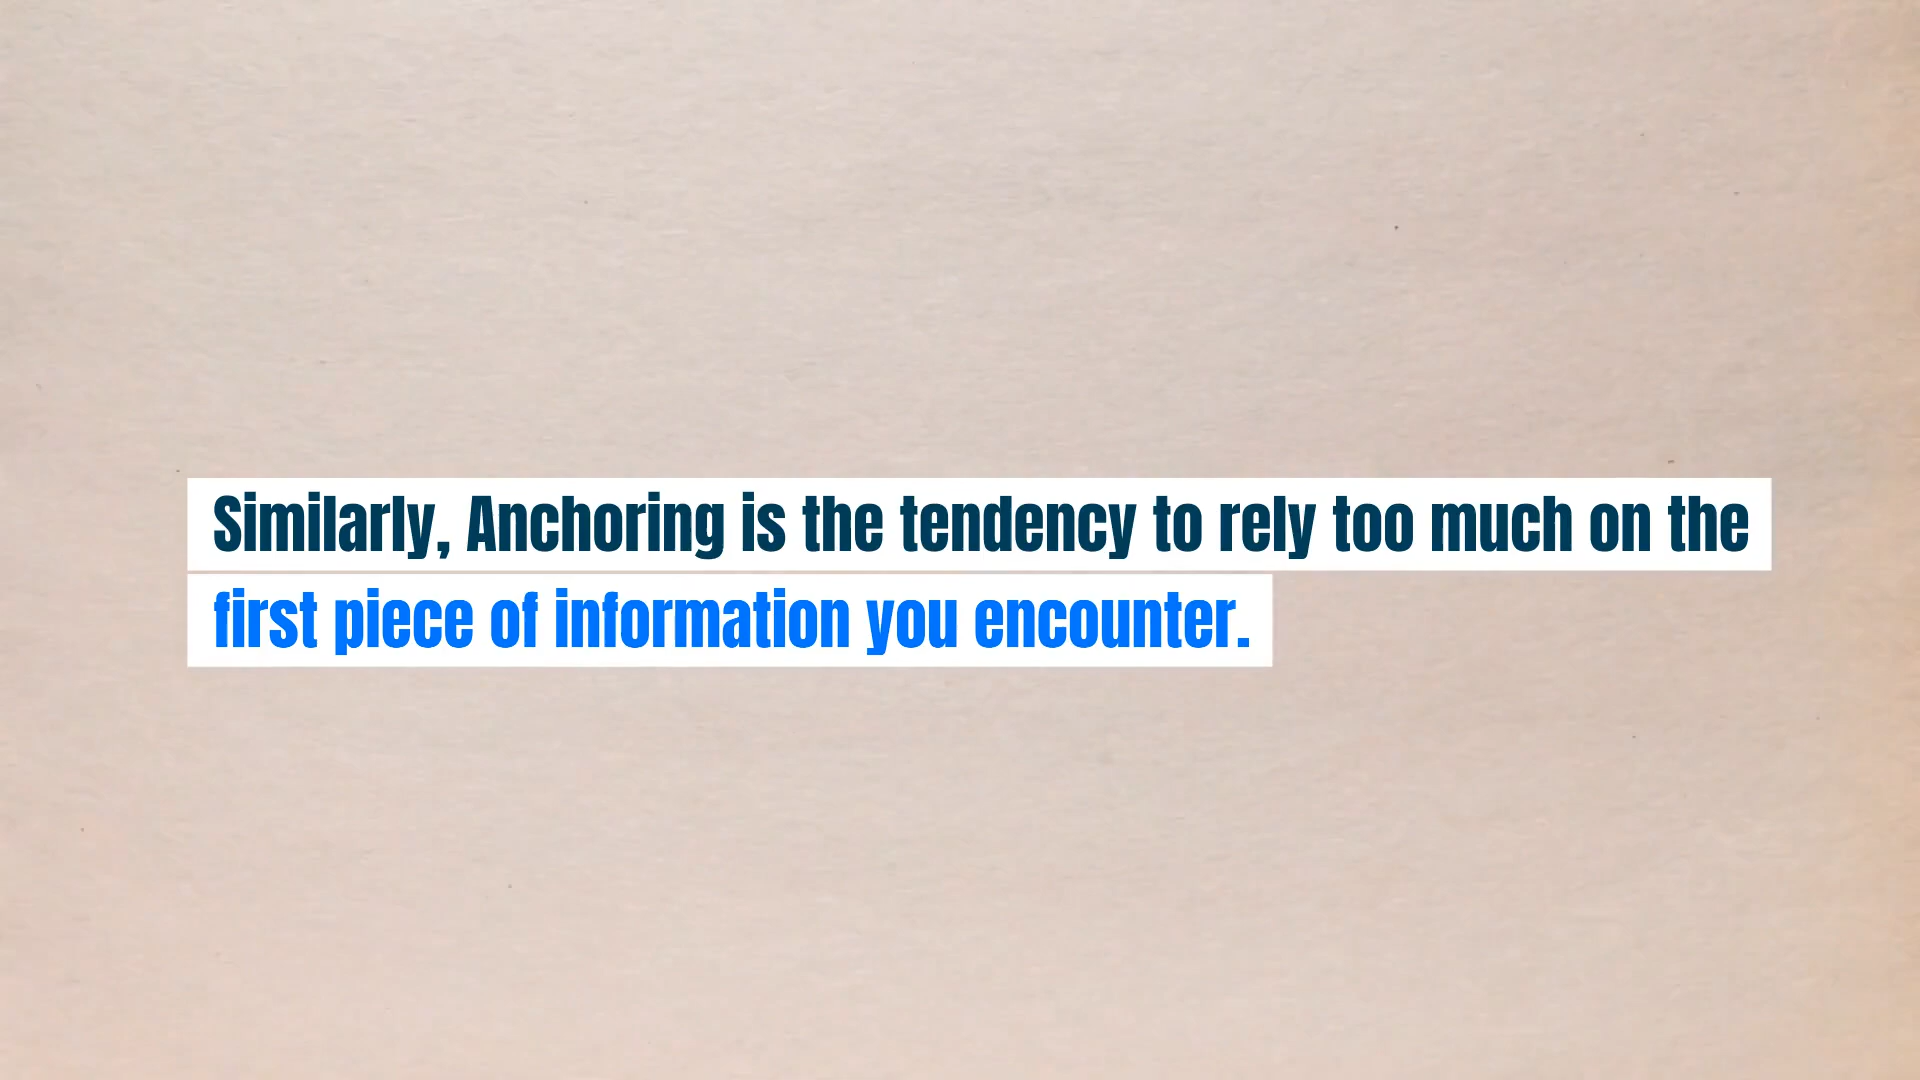 Similarly, Anchoring is the tendency to rely too much on the
first piece of information you encounter.